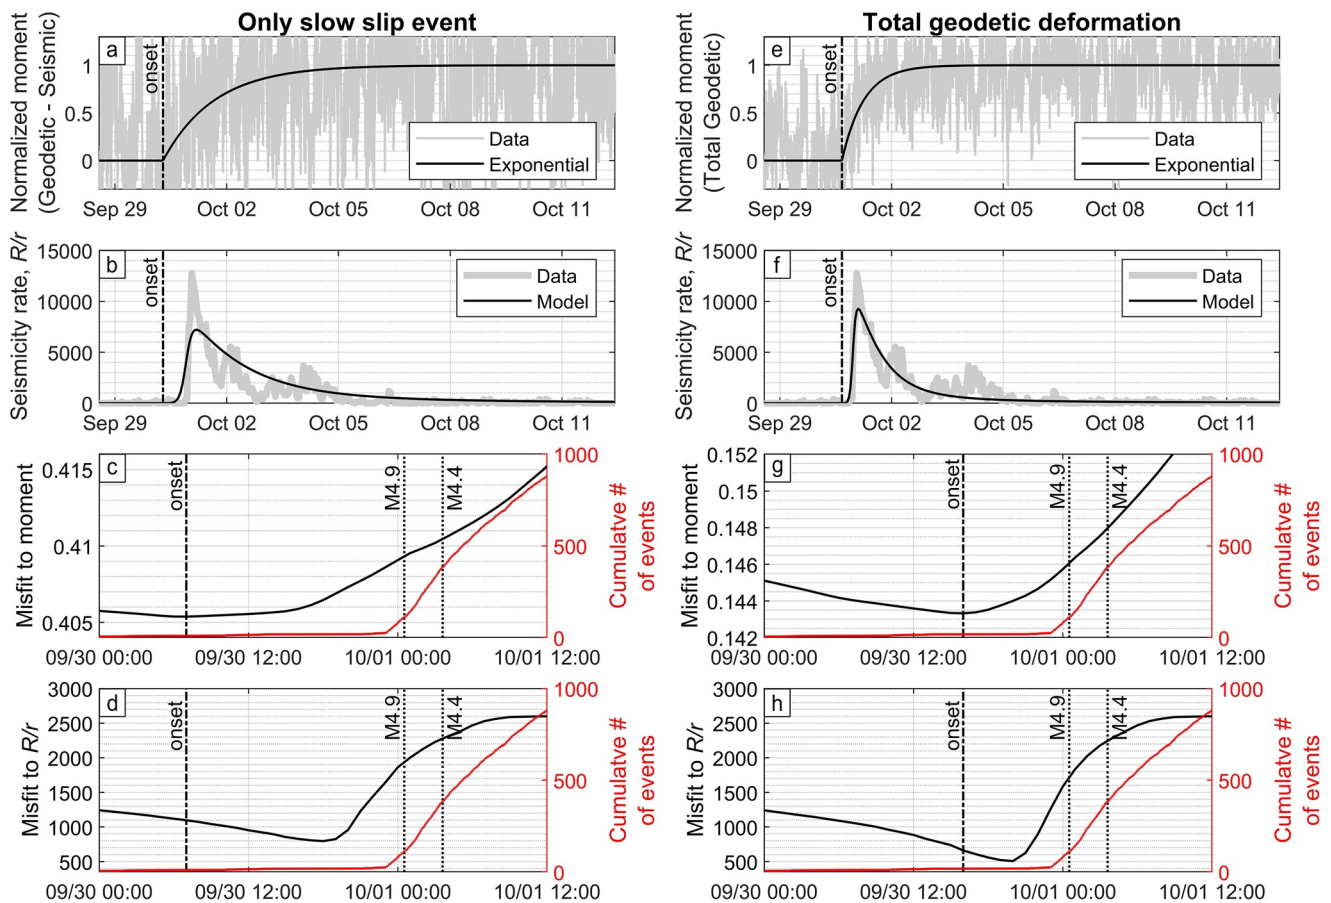 Only slow slip event
Total geodetic deformation
Normalized moment
(Geodetic - Seismic)
a
onset
1
0.5
0
Data
Exponential
Sep 29
Oct 02
Oct 05
Oct 08
Oct 11
Normalized moment
(Total Geodetic)
e
onset
1
0.5
0
Data
Exponential
Sep 29
Oct 02
Oct 05
Oct 08
Oct 11
Seismicity rate, R/r
b
onset
15000
10000
5000
0
Data
Model
Sep 29
Oct 02
Oct 05
Oct 08
Oct 11
Seismicity rate, R/r
f
onset
15000
10000
5000
0
Data
Model
Sep 29
Oct 02
Oct 05
Oct 08
Oct 11
Misfit to moment
c
onset
M4.9
M4.4
0.415
0.41
0.405
1000
500
0
Cumulatve #
of events
09/30 00:00
09/30 12:00
10/01 00:00
10/01 12:00
Misfit to moment
g
onset
M4.9
M4.4
0.152
0.15
0.148
0.146
0.144
0.142
1000
500
0
Cumulatve #
of events
09/30 00:00
09/30 12:00
10/01 00:00
10/01 12:00
Misfit to R/r
d
onset
M4.9
M4.4
3000
2500
2000
1500
1000
500
1000
500
0
Cumulatve #
of events
09/30 00:00
09/30 12:00
10/01 00:00
10/01 12:00
Misfit to R/r
h
onset
M4.9
M4.4
3000
2500
2000
1500
1000
500
1000
500
0
Cumulatve #
of events
09/30 00:00
09/30 12:00
10/01 00:00
10/01 12:00